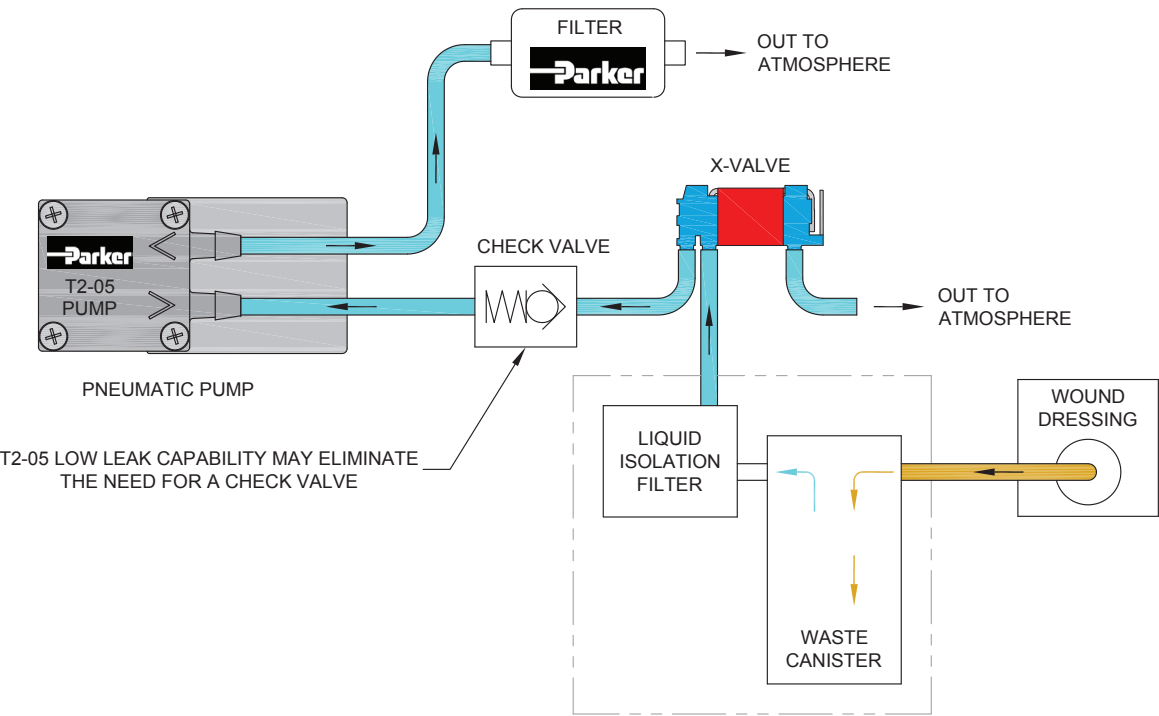 FILTER
Parker
OUT TO
ATMOSPHERE
X-VALVE
Parker
T2-05
PUMP
CHECK VALVE
OUT TO
ATMOSPHERE
PNEUMATIC PUMP
T2-05 LOW LEAK CAPABILITY MAY ELIMINATE
THE NEED FOR A CHECK VALVE
LIQUID
ISOLATION
FILTER
WOUND
DRESSING
WASTE
CANISTER